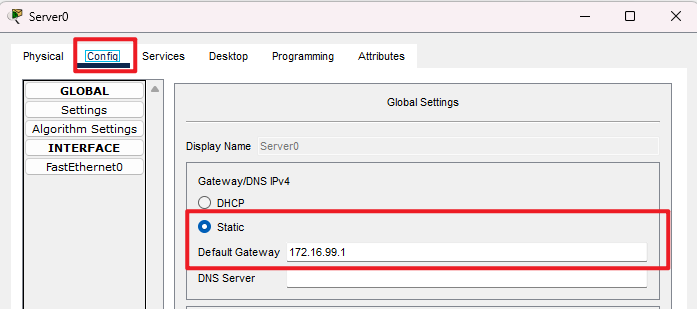 Server0
Physical Config Services Desktop Programming Attributes
GLOBAL
Settings
Algorithm Settings
INTERFACE
FastEthernet0
Global Settings
Display Name Server0
Gateway/DNS IPv4
DHCP
Static
Default Gateway 172.16.99.1
DNS Server